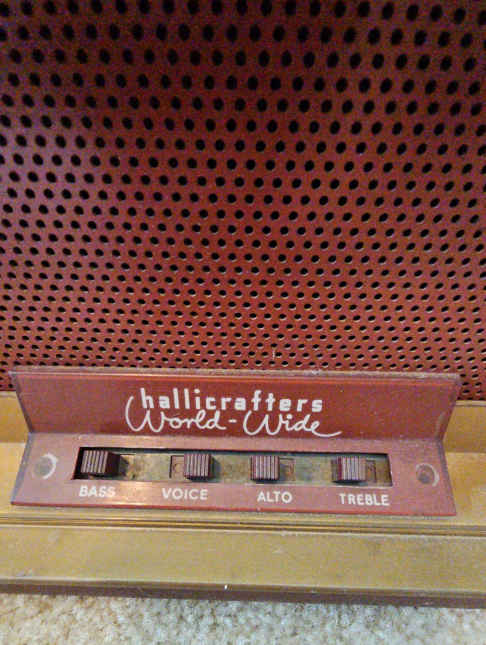 hallicrafters
World-Wide
BASS VOICE ALTO TREBLE